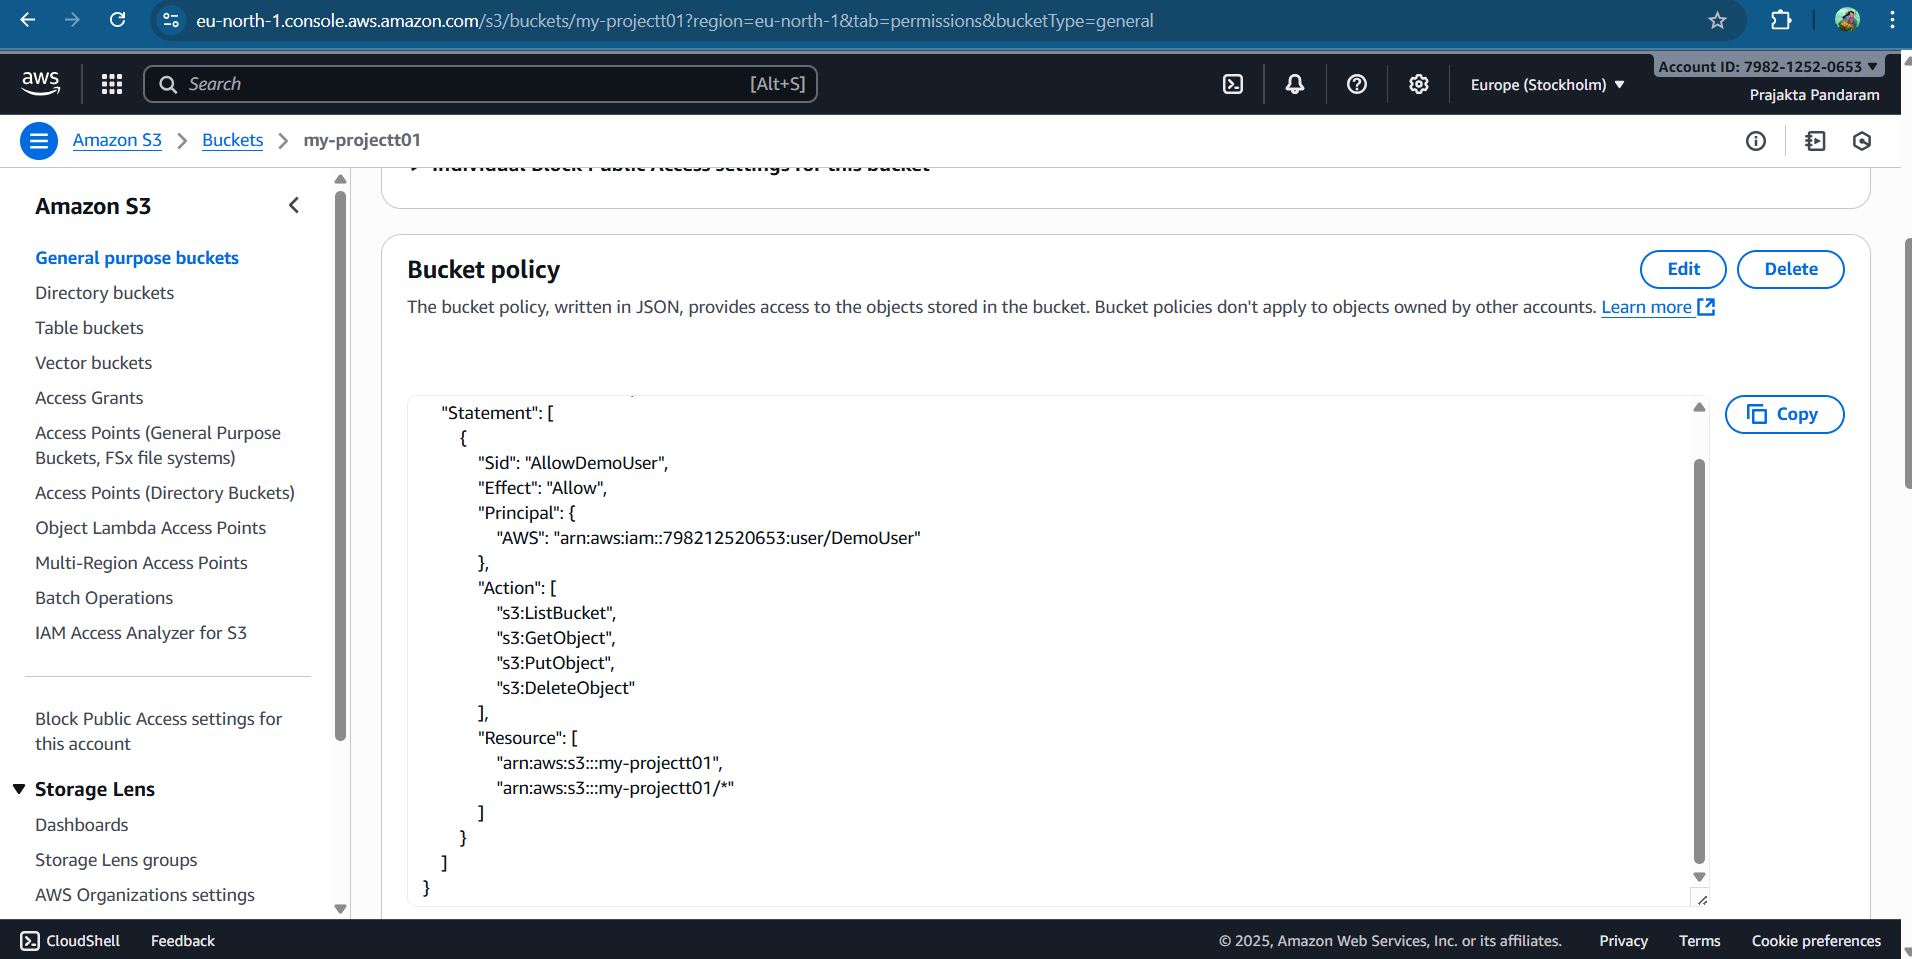 eu-north-1.console.aws.amazon.com/s3/buckets/my-projectt01?region=eu-north-1&tab=permissions&bucketType=general
aws
Search
[Alt+S]
Europe (Stockholm)
Account ID: 7982-1252-0653
Prajakta Pandaram
Amazon S3
Buckets
my-projectt01
Amazon S3
General purpose buckets
Directory buckets
Table buckets
Vector buckets
Access Grants
Access Points (General Purpose
Buckets, FSx file systems)
Access Points (Directory Buckets)
Object Lambda Access Points
Multi-Region Access Points
Batch Operations
IAM Access Analyzer for S3
Block Public Access settings for
this account
Storage Lens
Dashboards
Storage Lens groups
AWS Organizations settings
Individual Block Public Access settings for this bucket
Bucket policy
Edit
Delete
The bucket policy, written in JSON, provides access to the objects stored in the bucket. Bucket policies don't apply to objects owned by other accounts. Learn more
Copy
"Statement": [
{
"Sid": "AllowDemoUser",
"Effect": "Allow",
"Principal": {
"AWS": "arn:aws:iam::798212520653:user/DemoUser"
},
"Action": [
"s3:ListBucket",
"s3:GetObject",
"s3:PutObject",
"s3:DeleteObject"
],
"Resource": [
"arn:aws:s3:::my-projectt01",
"arn:aws:s3:::my-projectt01/*"
]
}
]
}
CloudShell
Feedback
© 2025, Amazon Web Services, Inc. or its affiliates.
Privacy
Terms
Cookie preferences